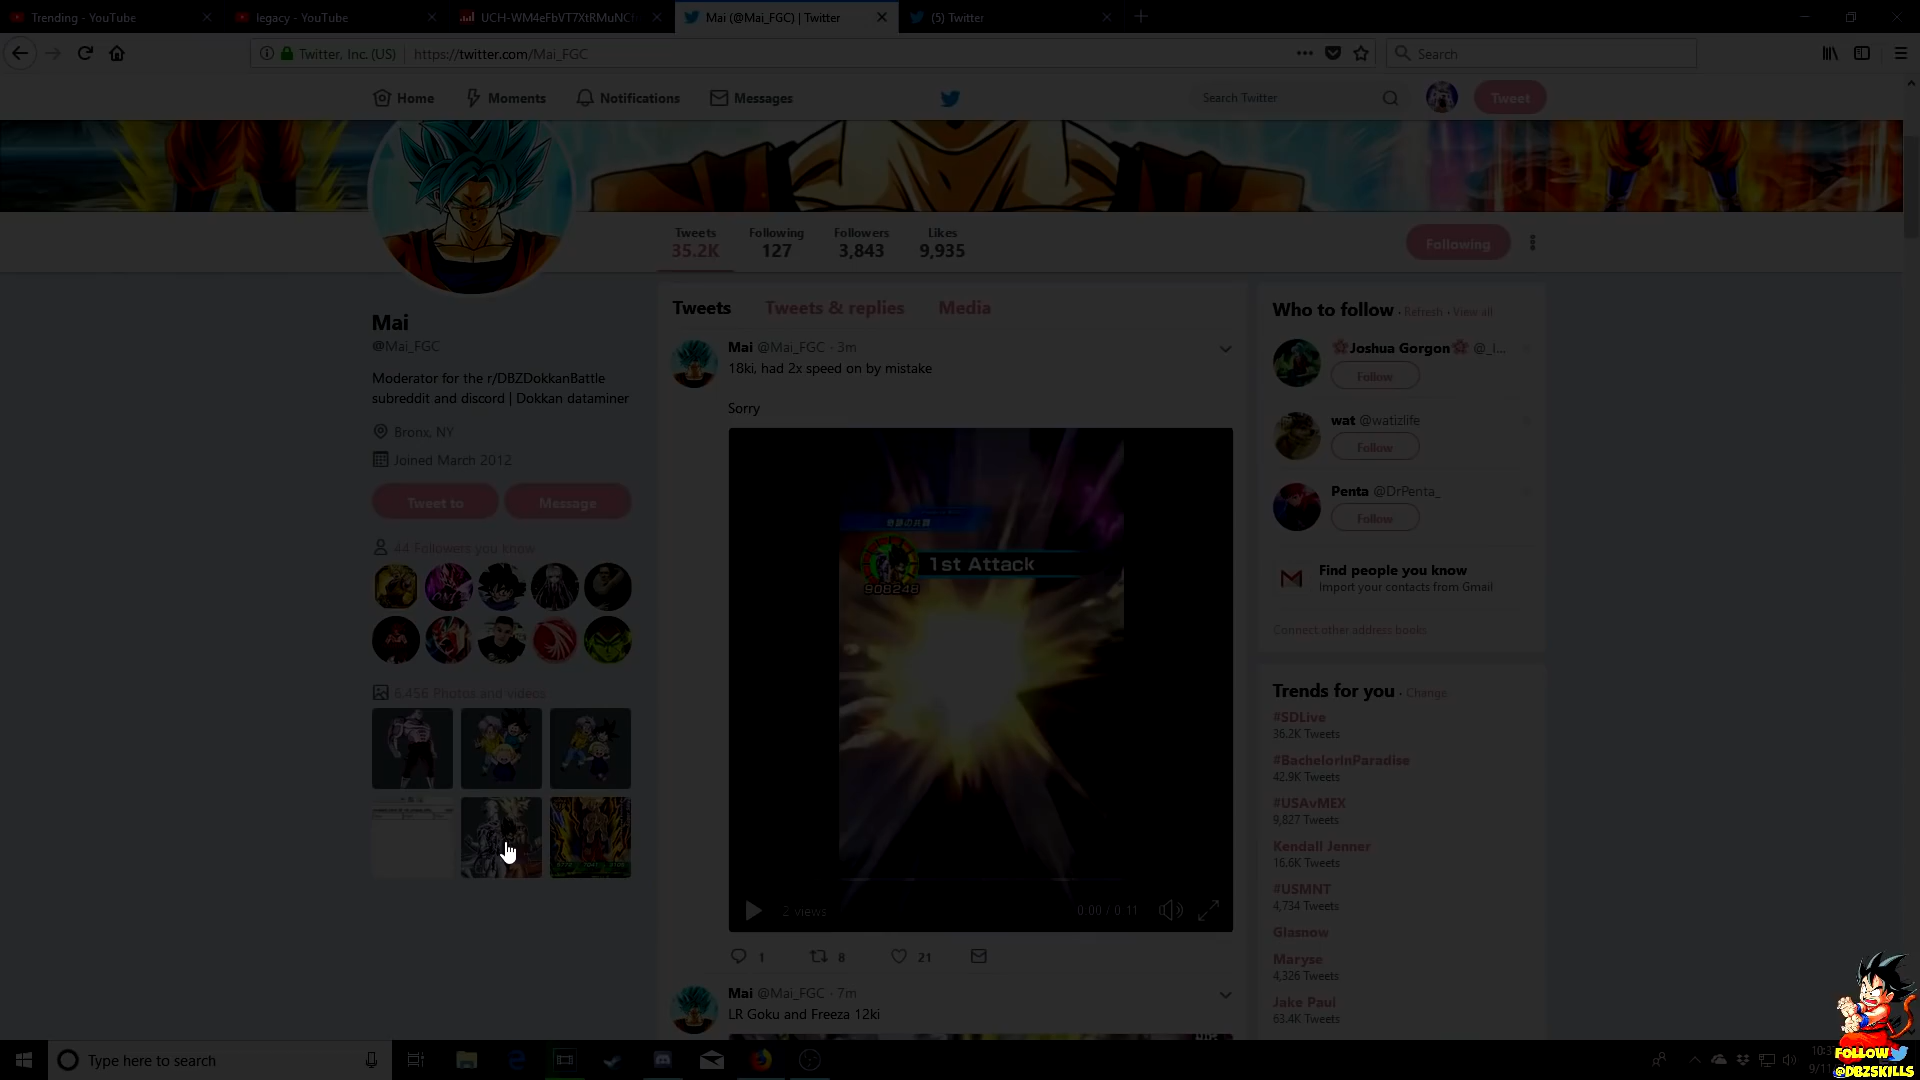 Trending - YouTube
legacy - YouTube
UCH-WM4eFbVT7XtRMuNCf
Mai (@Mai_FGC) | Twitter
(5) Twitter
Twitter, Inc. (US)
https://twitter.com/Mai_FGC
Search
Home
Moments
Notifications
Messages
Search Twitter
Tweet
Tweets
35.2K
Following
127
Followers
3,843
Likes
9,935
Following
Mai
@Mai_FGC
Moderator for the r/DBZDokkanBattle
subreddit and discord | Dokkan dataminer
Bronx, NY
Joined March 2012
Tweet to
Message
44 Followers you know
6,456 Photos and videos
Tweets
Tweets & replies
Media
Mai @Mai_FGC · 3m
18ki, had 2x speed on by mistake
Sorry
1st Attack
908248
2 views
0:00 / 0:11
1
8
21
Mai @Mai_FGC · 7m
LR Goku and Freeza 12ki
Who to follow · Refresh · View all
Joshua Gorgon @_I...
Follow
wat @watizlife
Follow
Penta @DrPenta_
Follow
Find people you know
Import your contacts from Gmail
Connect other address books
Trends for you · Change
#SDLive
36.2K Tweets
#BachelorInParadise
42.9K Tweets
#USAvMEX
9,827 Tweets
Kendall Jenner
16.6K Tweets
#USMNT
4,734 Tweets
Glasnow
Maryse
4,326 Tweets
Jake Paul
63.4K Tweets
Type here to search
FOLLOW
@DBZSKILLS